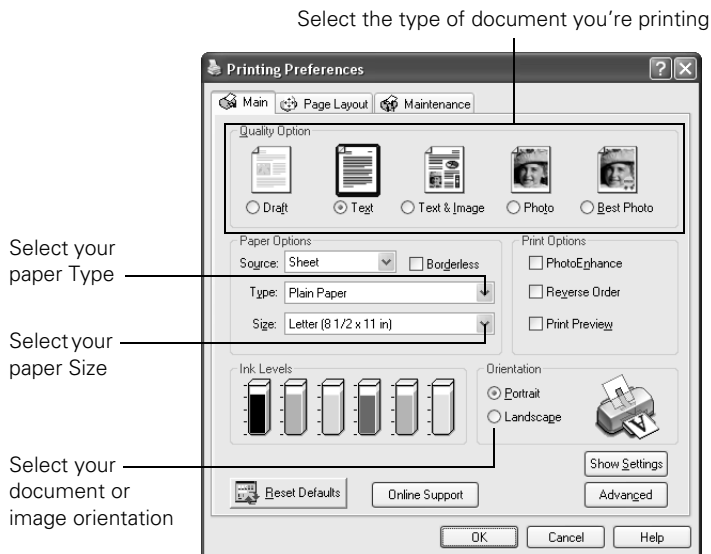 Select the type of document you're printing
Printing Preferences
Main
Page Layout
Maintenance
Quality Option
Draft
Text
Text & Image
Photo
Best Photo
Select your
paper Type
Paper Options
Source: Sheet
Borderless
Type: Plain Paper
Size: Letter (8 1/2 x 11 in)
Print Options
PhotoEnhance
Reverse Order
Print Preview
Select your
paper Size
Ink Levels
Orientation
Portrait
Landscape
A
Select your
document or
image orientation
Show Settings
Reset Defaults
Online Support
Advanced
OK
Cancel
Help